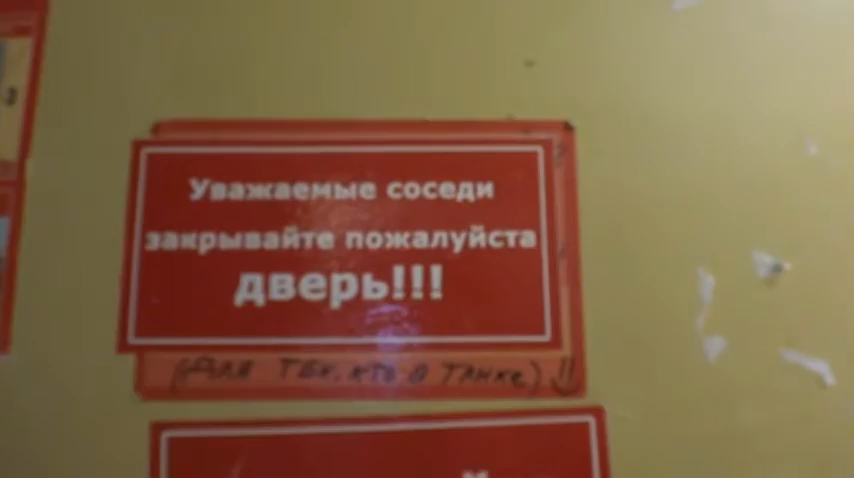 Уважаемые соседи
закрывайте пожалуйста
дверь!!!
(Для тех, кто в танке)